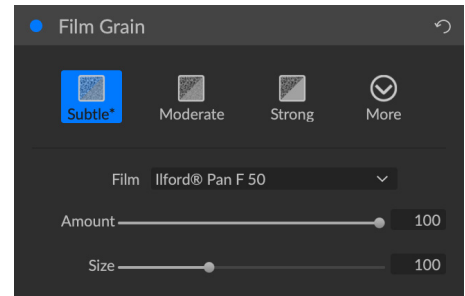 Film Grain
Subtle* Moderate Strong More
Film Ilford® Pan F 50
Amount 100
Size 100